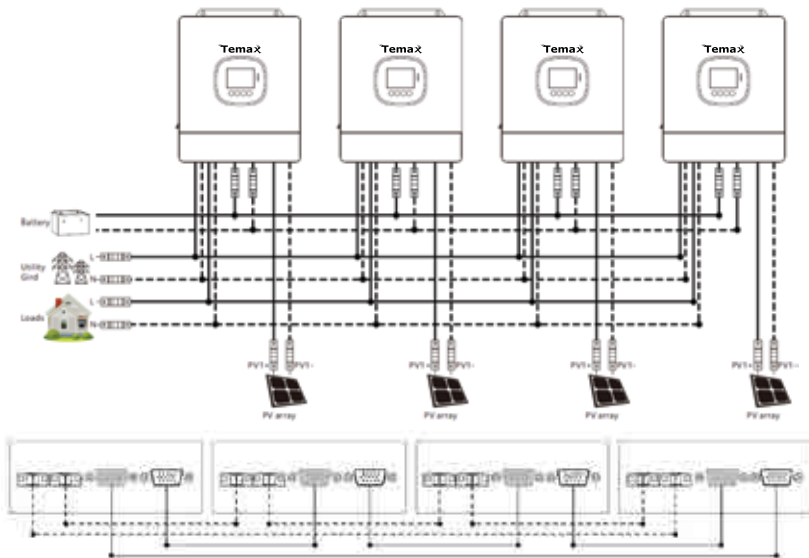 Temax Temax Temax Temax
Battery
L
Utility
Gird
N
L
Loads
N
PV1+ PV1- PV1+ PV1- PV1+ PV1- PV1+ PV1-
PV array PV array PV array PV array